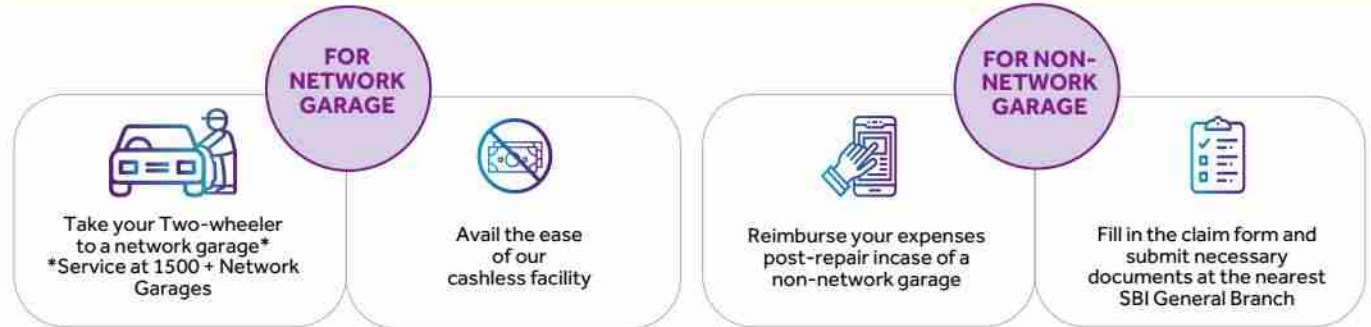 FOR
NETWORK
GARAGE
Take your Two-wheeler
to a network garage*
*Service at 1500 + Network
Garages
Avail the ease
of our
cashless facility
FOR NON-
NETWORK
GARAGE
Reimburse your expenses
post-repair incase of a
non-network garage
Fill in the claim form and
submit necessary
documents at the nearest
SBI General Branch